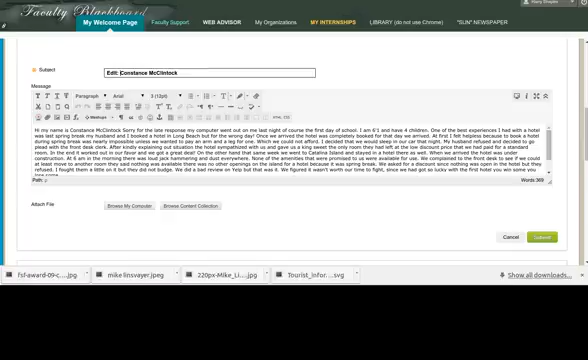 Faculty Blackboard
Harry Shapiro
My Welcome Page Faculty Support WEB ADVISOR My Organizations MY INTERNSHIPS LIBRARY (do not use Chrome) "SUN" NEWSPAPER
Subject Edit: Constance McClintock
Message
Paragraph Arial 3 (12pt)
HTML CSS
Hi my name is Constance McClintock Sorry for the late response my computer went out on me last night of course the first day of school. I am 6'1 and have 4 children. One of the best experiences I had with a hotel
was last spring break my husband and I booked a hotel in Long Beach but for the wrong day! Once we arrived the hotel was completely booked for that day we arrived. At first I felt helpless because to book a hotel
during spring break was nearly impossible unless we wanted to pay an arm and a leg for one. Which we could not afford. I decided that we would sleep in our car that night. My husband refused and decided to go
plead with the front desk clerk. After kindly explaining out situation the hotel sympathized with us and gave us a king sweet the only room they had left at the low discount price that we had paid for a standard
room. In the end it worked out in our favor and we got a amazing deal! On the other hand that same week we went to Catalina Island and stayed in a hotel there as well. When we arrived the hotel was under
construction. At 6 am in the morning there was loud jack hammering and dust everywhere. None of the amenities that were promised to us were available for use. We complained to the front desk to see if we could
at least move to another room they said nothing was available there was no other openings on the island for a hotel because it was spring break. We asked for a discount since nothing was open in the hotel but they
refused, I fought them a little on it but they did not budge. We did a bad review on Yelp but that was it. We figured it wasn't worth our time to fight, since we had got so lucky with the first hotel you win some you
lose some.
Path: p Words:369
Attach File Browse My Computer Browse Content Collection
Cancel Submit
fsf-award-09-c....jpg mike linsvayer.jpeg 220px-Mike_Li....jpg Tourist_infor....svg Show all downloads...